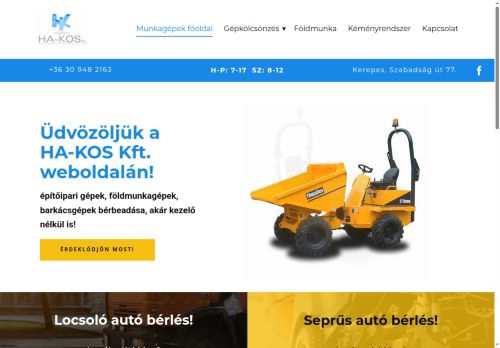 HA-KOS
Munkagépek főoldal
Gépkölcsönzés ▾
Földmunka
Kéményrendszer
Kapcsolat
+36 30 948 2163
H-P: 7-17 SZ: 8-12
Kerepes, Szabadság út 77.
Üdvözöljük a
HA-KOS Kft.
weboldalán!
építőipari gépek, földmunkagépek,
barkácsgépek bérbeadása, akár kezelő
nélkül is!
ÉRDEKLŐDJÖN MOST!
Locsoló autó bérlés!
Seprűs autó bérlés!